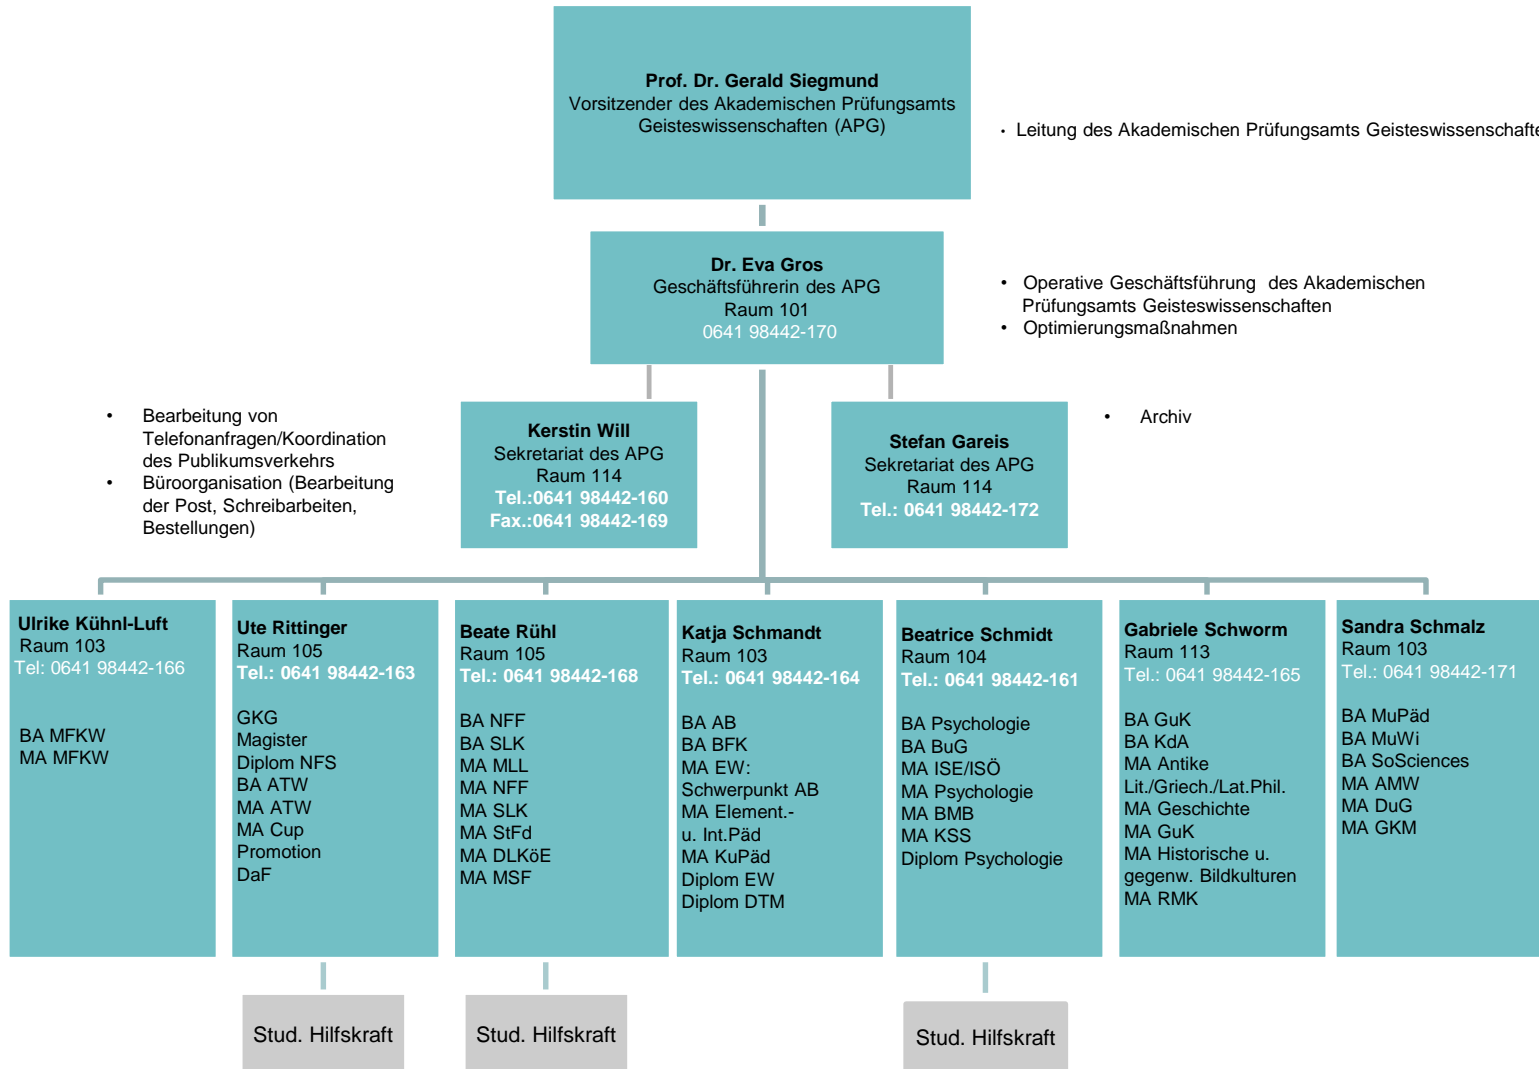 Prof. Dr. Gerald Siegmund
Vorsitzender des Akademischen Prüfungsamts
Geisteswissenschaften (APG)
• Leitung des Akademischen Prüfungsamts Geisteswissenschafte
Dr. Eva Gros
Geschäftsführerin des APG
Raum 101
0641 98442-170
• Operative Geschäftsführung des Akademischen
Prüfungsamts Geisteswissenschaften
• Optimierungsmaßnahmen
• Bearbeitung von
Telefonanfragen/Koordination
des Publikumsverkehrs
• Büroorganisation (Bearbeitung
der Post, Schreibarbeiten,
Bestellungen)
Kerstin Will
Sekretariat des APG
Raum 114
Tel.:0641 98442-160
Fax.:0641 98442-169
Stefan Gareis
Sekretariat des APG
Raum 114
Tel.: 0641 98442-172
• Archiv
Ulrike Kühnl-Luft
Raum 103
Tel: 0641 98442-166
BA MFKW
MA MFKW
Ute Rittinger
Raum 105
Tel.: 0641 98442-163
GKG
Magister
Diplom NFS
BA ATW
MA ATW
MA Cup
Promotion
DaF
Beate Rühl
Raum 105
Tel.: 0641 98442-168
BA NFF
BA SLK
MA MLL
MA NFF
MA SLK
MA StFd
MA DLKöE
MA MSF
Katja Schmandt
Raum 103
Tel.: 0641 98442-164
BA AB
BA BFK
MA EW:
Schwerpunkt AB
MA Element.-
u. Int.Päd
MA KuPäd
Diplom EW
Diplom DTM
Beatrice Schmidt
Raum 104
Tel.: 0641 98442-161
BA Psychologie
BA BuG
MA ISE/ISÖ
MA Psychologie
MA BMB
MA KSS
Diplom Psychologie
Gabriele Schworm
Raum 113
Tel.: 0641 98442-165
BA GuK
BA KdA
MA Antike
Lit./Griech./Lat.Phil.
MA Geschichte
MA GuK
MA Historische u.
gegenw. Bildkulturen
MA RMK
Sandra Schmalz
Raum 103
Tel.: 0641 98442-171
BA MuPäd
BA MuWi
BA SoSciences
MA AMW
MA DuG
MA GKM
Stud. Hilfskraft
Stud. Hilfskraft
Stud. Hilfskraft